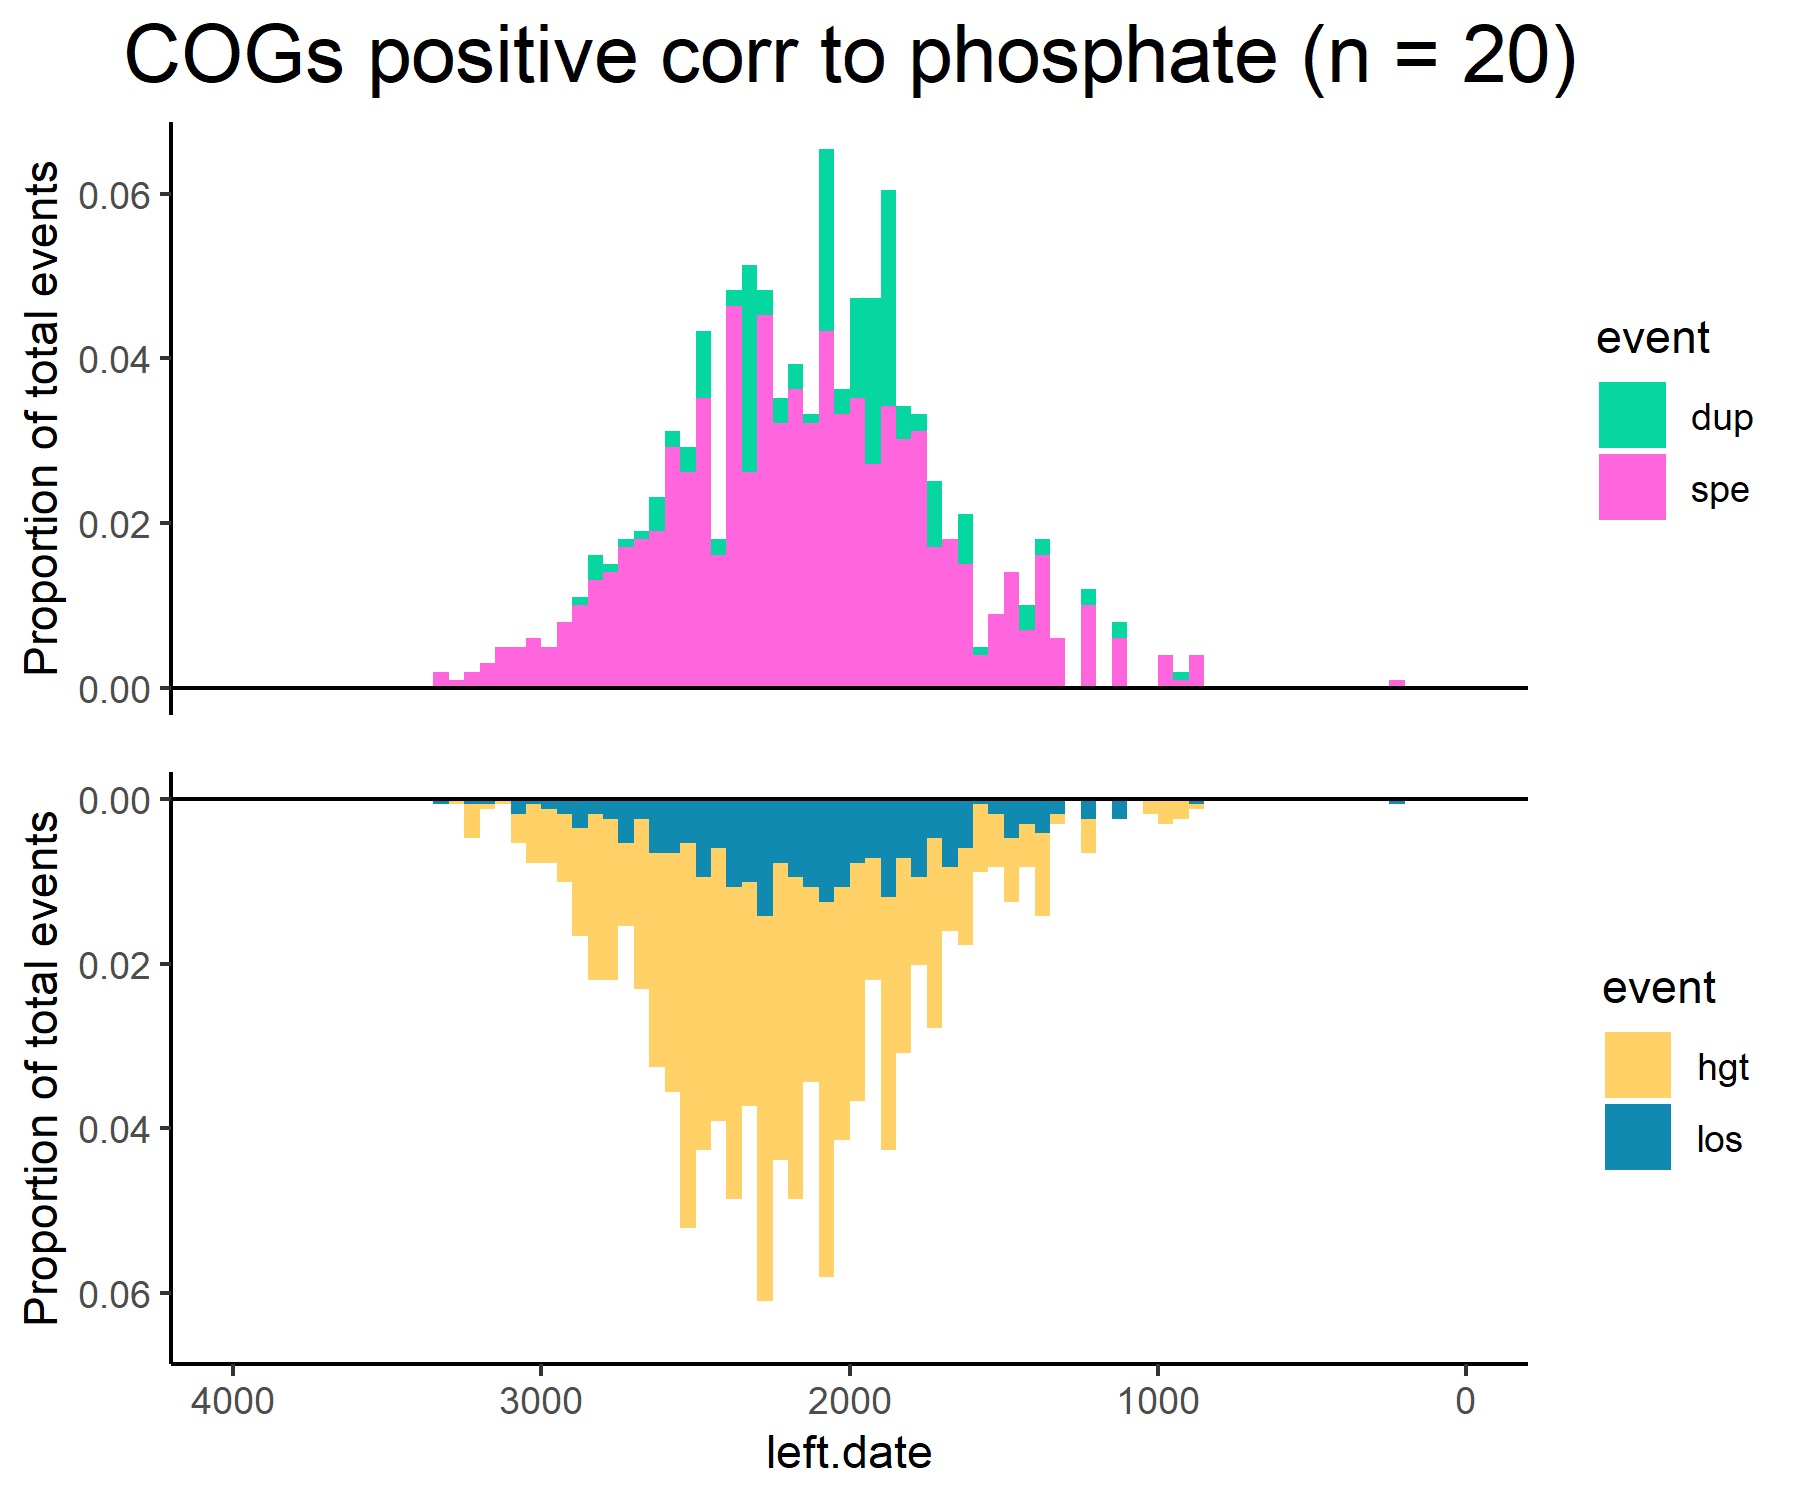 COGs positive corr to phosphate (n = 20)
Proportion of total events
0.06
0.04
0.02
0.00
event
dup
spe
Proportion of total events
0.00
0.02
0.04
0.06
event
hgt
los
4000 3000 2000 1000 0
left.date